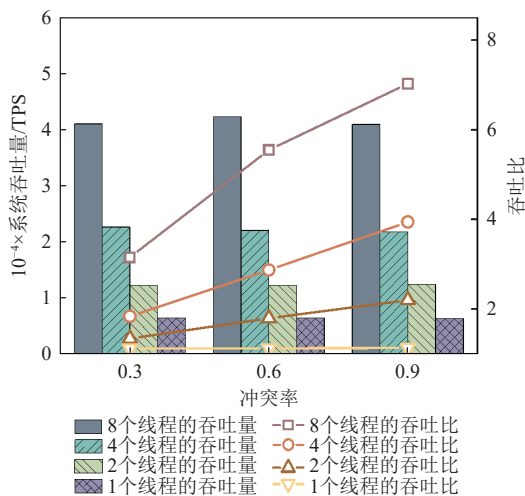 6
5
4
3
2
1
0
10⁻⁴×系统吞吐量/TPS
8
6
4
2
吞吐比
0.3 0.6 0.9
冲突率
8个线程的吞吐量 8个线程的吞吐比
4个线程的吞吐量 4个线程的吞吐比
2个线程的吞吐量 2个线程的吞吐比
1个线程的吞吐量 1个线程的吞吐比